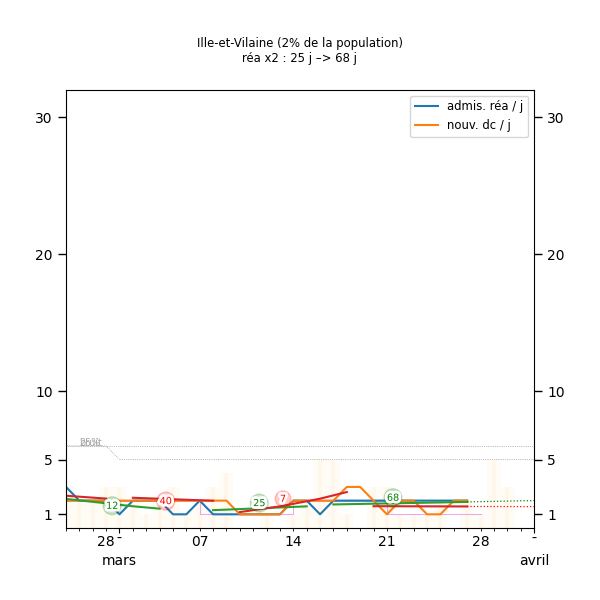 Ille-et-Vilaine (2% de la population)
réa x2 : 25 j –> 68 j
admis. réa / j
nouv. dc / j
30 30
20 20
10 10
5 5
1 1
12 40 25 7 68
28 - 07 14 21 28 -
mars avril